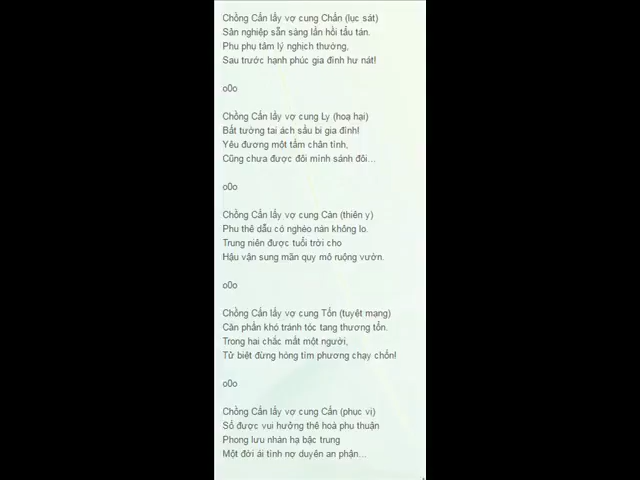 Chồng Cấn lấy vợ cung Chấn (lục sát)
Sản nghiệp sẵn sàng lần hồi tẩu tán.
Phu phụ tâm lý nghịch thường,
Sau trước hạnh phúc gia đình hư nát!
o0o
Chồng Cấn lấy vợ cung Ly (hoạ hại)
Bất tường tai ách sầu bi gia đình!
Yêu đương một tấm chân tình,
Cũng chưa được đôi mình sánh đôi...
o0o
Chồng Cấn lấy vợ cung Càn (thiên y)
Phu thê dẫu có nghèo nàn không lo.
Trung niên được tuổi trời cho
Hậu vận sung mãn quy mô ruộng vườn.
o0o
Chồng Cấn lấy vợ cung Tốn (tuyệt mạng)
Căn phần khó tránh tóc tang thương tổn.
Trong hai chắc mất một người,
Tử biệt đừng hòng tìm phương chạy chốn!
o0o
Chồng Cấn lấy vợ cung Cấn (phục vị)
Số được vui hưởng thê hoà phu thuận
Phong lưu nhàn hạ bậc trung
Một đời ái tình nợ duyên an phận...